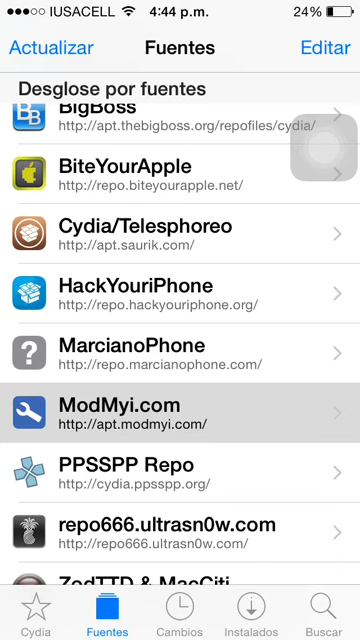 IUSACELL 4:44 p.m. 24%
Actualizar Fuentes Editar
Desglose por fuentes
BigBoss
http://apt.thebigboss.org/repofiles/cydia/
BiteYourApple
http://repo.biteyourapple.net/
Cydia/Telesphoreo
http://apt.saurik.com/
HackYouriPhone
http://repo.hackyouriphone.org/
MarcianoPhone
http://repo.marcianophone.com/
ModMyi.com
http://apt.modmyi.com/
PPSSPP Repo
http://cydia.ppsspp.org/
repo666.ultrasn0w.com
http://repo666.ultrasn0w.com/
ZodTTD & MacCiti
Cydia Fuentes Cambios Instalados Buscar